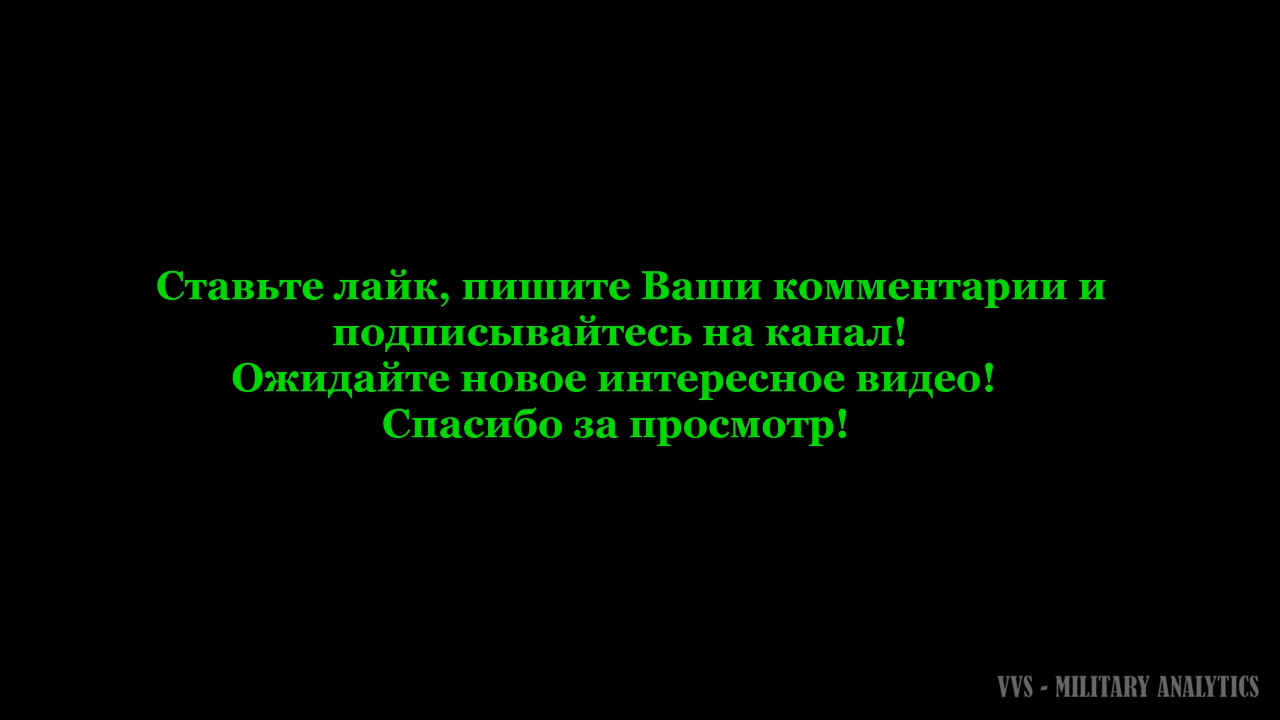 Ставьте лайк, пишите Ваши комментарии и
подписывайтесь на канал!
Ожидайте новое интересное видео!
Спасибо за просмотр!
VVS - MILITARY ANALYTICS